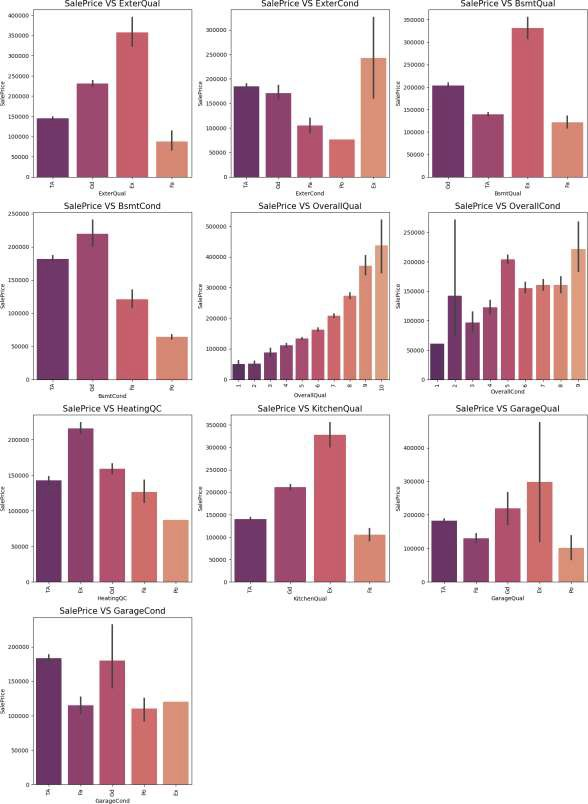 SalePrice VS ExterQual
SalePrice
400000
350000
300000
250000
200000
150000
100000
50000
0
TA Gd Ex Fa
ExterQual
SalePrice VS ExterCond
SalePrice
300000
250000
200000
150000
100000
50000
0
TA Gd Fa Po Ex
ExterCond
SalePrice VS BsmtQual
SalePrice
350000
300000
250000
200000
150000
100000
50000
0
Gd TA Ex Fa
BsmtQual
SalePrice VS BsmtCond
SalePrice
250000
200000
150000
100000
50000
0
TA Gd Fa Po
BsmtCond
SalePrice VS OverallQual
SalePrice
500000
400000
300000
200000
100000
0
1 2 3 4 5 6 7 8 9 10
OverallQual
SalePrice VS OverallCond
SalePrice
250000
200000
150000
100000
50000
0
1 2 3 4 5 6 7 8 9
OverallCond
SalePrice VS HeatingQC
SalePrice
200000
150000
100000
50000
0
TA Ex Gd Fa Po
HeatingQC
SalePrice VS KitchenQual
SalePrice
350000
300000
250000
200000
150000
100000
50000
0
TA Gd Ex Fa
KitchenQual
SalePrice VS GarageQual
SalePrice
400000
300000
200000
100000
0
TA Fa Gd Ex Po
GarageQual
SalePrice VS GarageCond
SalePrice
200000
150000
100000
50000
0
TA Fa Gd Po Ex
GarageCond